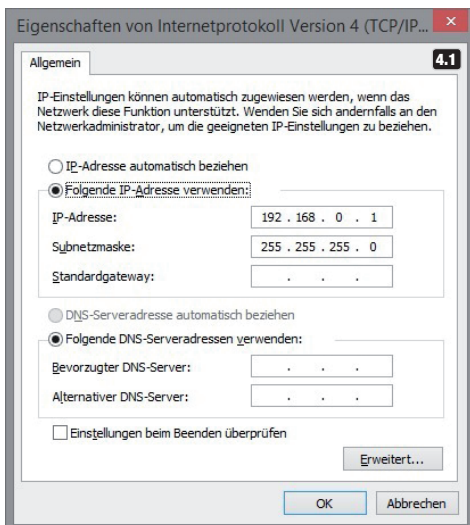 Eigenschaften von Internetprotokoll Version 4 (TCP/IP...
Allgemein
4.1
IP-Einstellungen können automatisch zugewiesen werden, wenn das
Netzwerk diese Funktion unterstützt. Wenden Sie sich andernfalls an den
Netzwerkadministrator, um die geeigneten IP-Einstellungen zu beziehen.
IP-Adresse automatisch beziehen
Folgende IP-Adresse verwenden:
IP-Adresse: 192 . 168 . 0 . 1
Subnetzmaske: 255 . 255 . 255 . 0
Standardgateway: . . .
DNS-Serveradresse automatisch beziehen
Folgende DNS-Serveradressen verwenden:
Bevorzugter DNS-Server: . . .
Alternativer DNS-Server: . . .
Einstellungen beim Beenden überprüfen
Erweitert...
OK Abbrechen